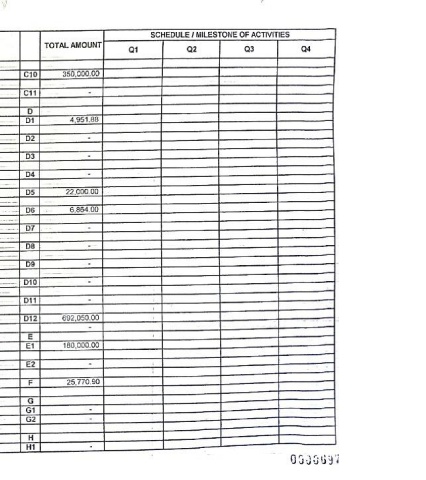 SCHEDULE / MILESTONE OF ACTIVITIES
TOTAL AMOUNT Q1 Q2 Q3 Q4
C10 350,000.00
C11 -
D
D1 4,951.88
D2 -
D3 -
D4 -
D5 22,000.00
D6 6,864.00
D7 -
D8 -
D9 -
D10 -
D11 -
D12 692,050.00
-
E
E1 180,000.00
E2 -
F 25,770.90
G
G1 -
G2 -
H
H1 -